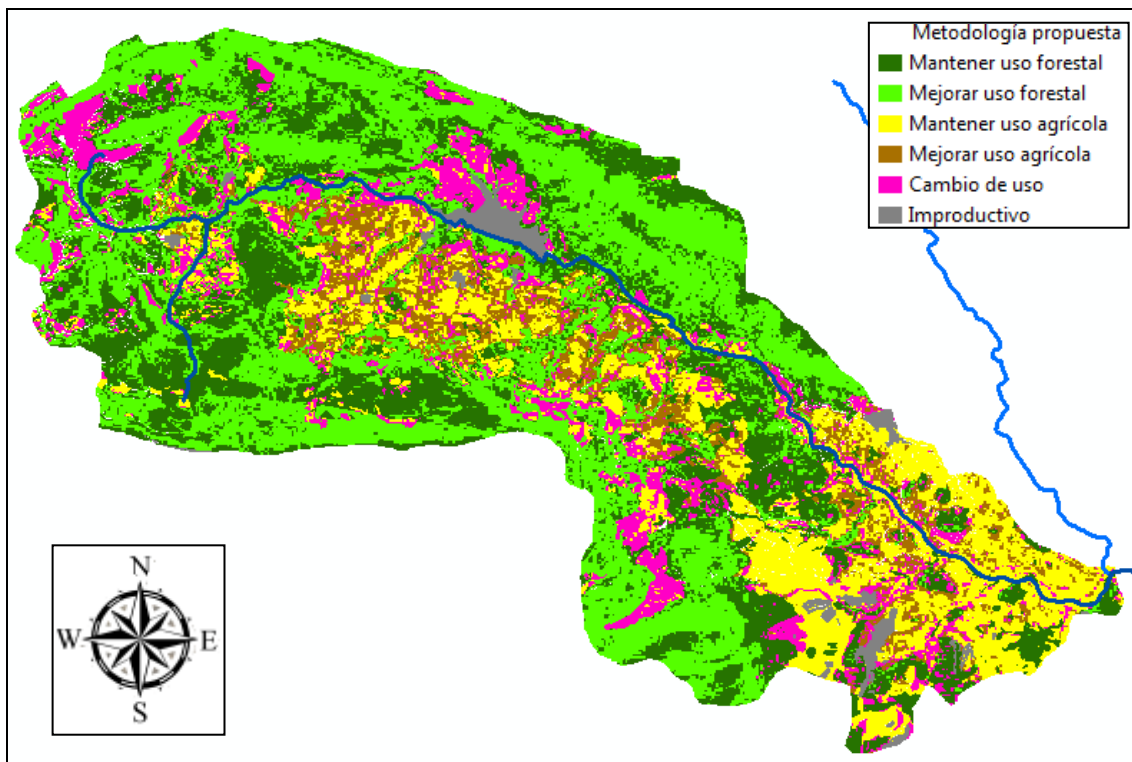 Metodología propuesta
Mantener uso forestal
Mejorar uso forestal
Mantener uso agrícola
Mejorar uso agrícola
Cambio de uso
Improductivo
N
W E
S